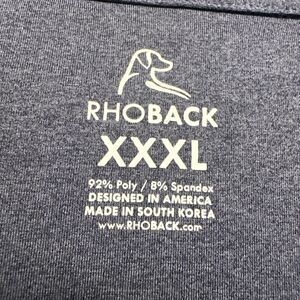 RHOBACK
XXXL
92% Poly / 8% Spandex
DESIGNED IN AMERICA
MADE IN SOUTH KOREA
www.RHOBACK.com